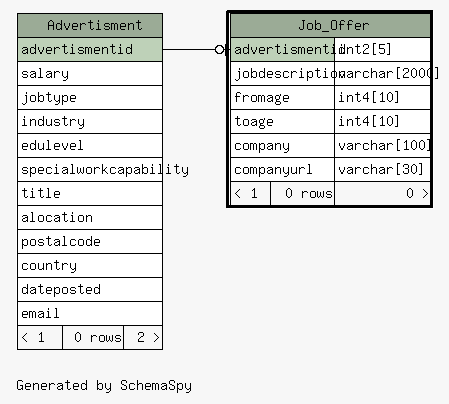 Advertisment
advertismentid
salary
jobtype
industry
edulevel
specialworkcapability
title
alocation
postalcode
country
dateposted
email
< 1 0 rows 2 >
Job_Offer
advertismentid int2[5]
jobdescription varchar[2000]
fromage int4[10]
toage int4[10]
company varchar[100]
companyurl varchar[30]
< 1 0 rows 0 >
Generated by SchemaSpy